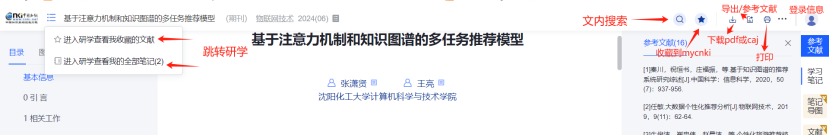 导出/参考文献 登录信息
cnki 中国知网 基于注意力机制和知识图谱的多任务推荐模型 (期刊) 物联网技术 2024(06) 文内搜索
进入研学查看我收藏的文献
跳转研学
进入研学查看我的全部笔记(2)
基于注意力机制和知识图谱的多任务推荐模型
下载pdf或caj
收藏到mycnki
打印
目录
基本信息
0 引 言
1 相关工作
张潇贤 王亮
沈阳化工大学计算机科学与技术学院
参考文献(16)
[1]秦川，祝恒书，庄福振，等.基于知识图谱的推荐系统研究综述[J].中国科学：信息科学，2020，50(7)：937-956.
[2]任敏.大数据个性化推荐分析[J].物联网技术，2019，9(11)：62-64.
参考文献
学习笔记
笔记导图
文献